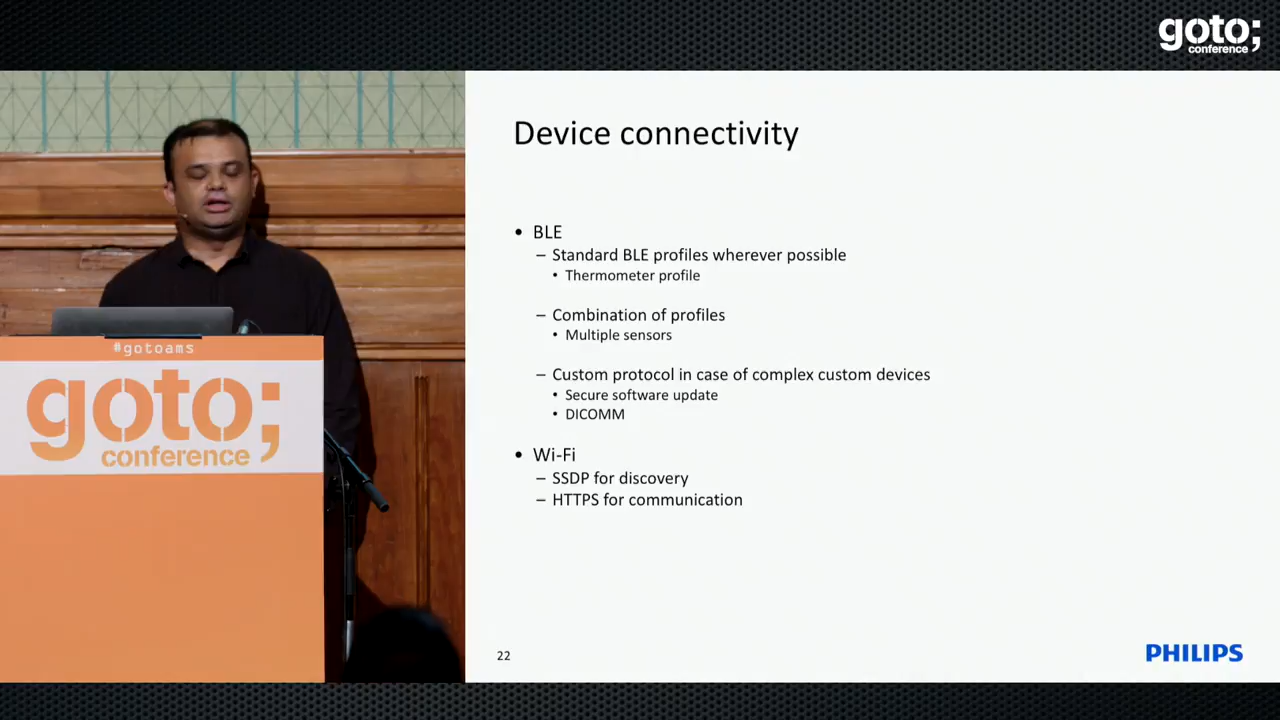 goto;
conference
Device connectivity
• BLE
– Standard BLE profiles wherever possible
• Thermometer profile
– Combination of profiles
• Multiple sensors
– Custom protocol in case of complex custom devices
• Secure software update
• DICOMM
• Wi-Fi
– SSDP for discovery
– HTTPS for communication
22
PHILIPS
#gotoams
goto;
conference